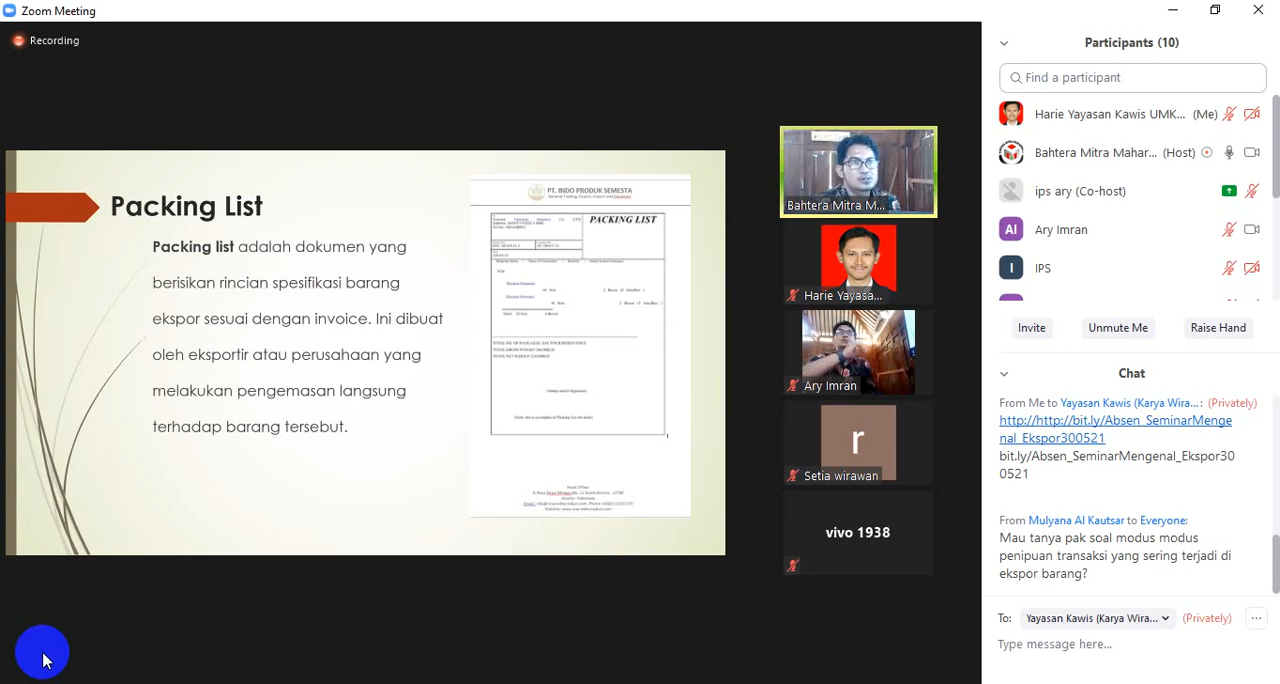 Zoom Meeting
Recording
Packing List
Packing list adalah dokumen yang
berisikan rincian spesifikasi barang
ekspor sesuai dengan invoice. Ini dibuat
oleh eksportir atau perusahaan yang
melakukan pengemasan langsung
terhadap barang tersebut.
PT. INDO PRODUK SEMESTA
PACKING LIST
Bahtera Mitra M...
Harie Yayasa...
Ary Imran
r
Setia wirawan
vivo 1938
Participants (10)
Find a participant
Harie Yayasan Kawis UMK... (Me)
Bahtera Mitra Mahar... (Host)
ips ary (Co-host)
AI Ary Imran
I IPS
Invite Unmute Me Raise Hand
Chat
From Me to Yayasan Kawis (Karya Wira... : (Privately)
http://http://bit.ly/Absen_SeminarMenge
nal_Ekspor300521
bit.ly/Absen_SeminarMengenal_Ekspor30
0521
From Mulyana Al Kautsar to Everyone:
Mau tanya pak soal modus modus
penipuan transaksi yang sering terjadi di
ekspor barang?
To: Yayasan Kawis (Karya Wira... (Privately) ...
Type message here...